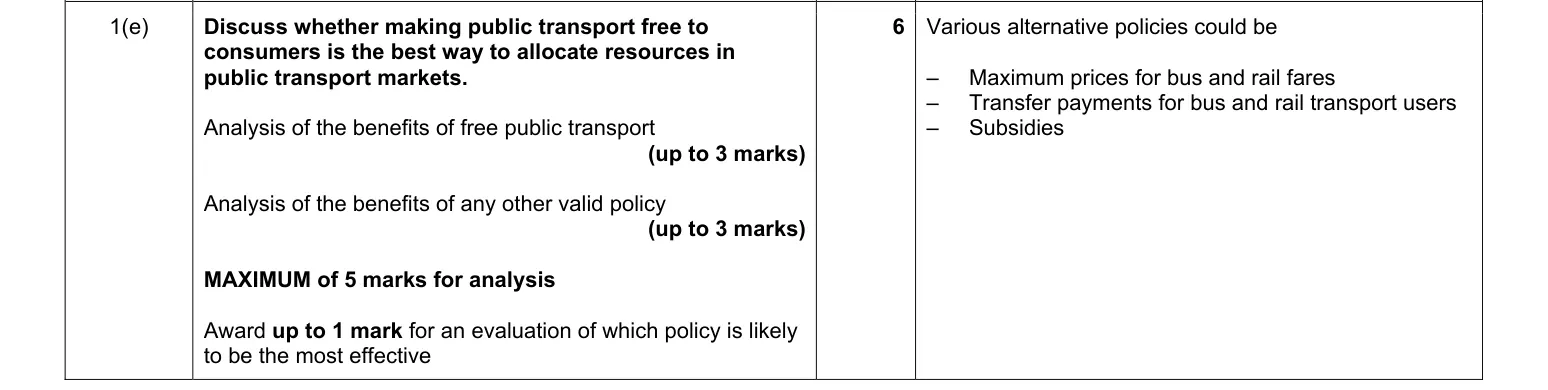 1(e)
Discuss whether making public transport free to
consumers is the best way to allocate resources in
public transport markets.
Analysis of the benefits of free public transport
(up to 3 marks)
Analysis of the benefits of any other valid policy
(up to 3 marks)
MAXIMUM of 5 marks for analysis
Award up to 1 mark for an evaluation of which policy is likely
to be the most effective
6
Various alternative policies could be
– Maximum prices for bus and rail fares
– Transfer payments for bus and rail transport users
– Subsidies